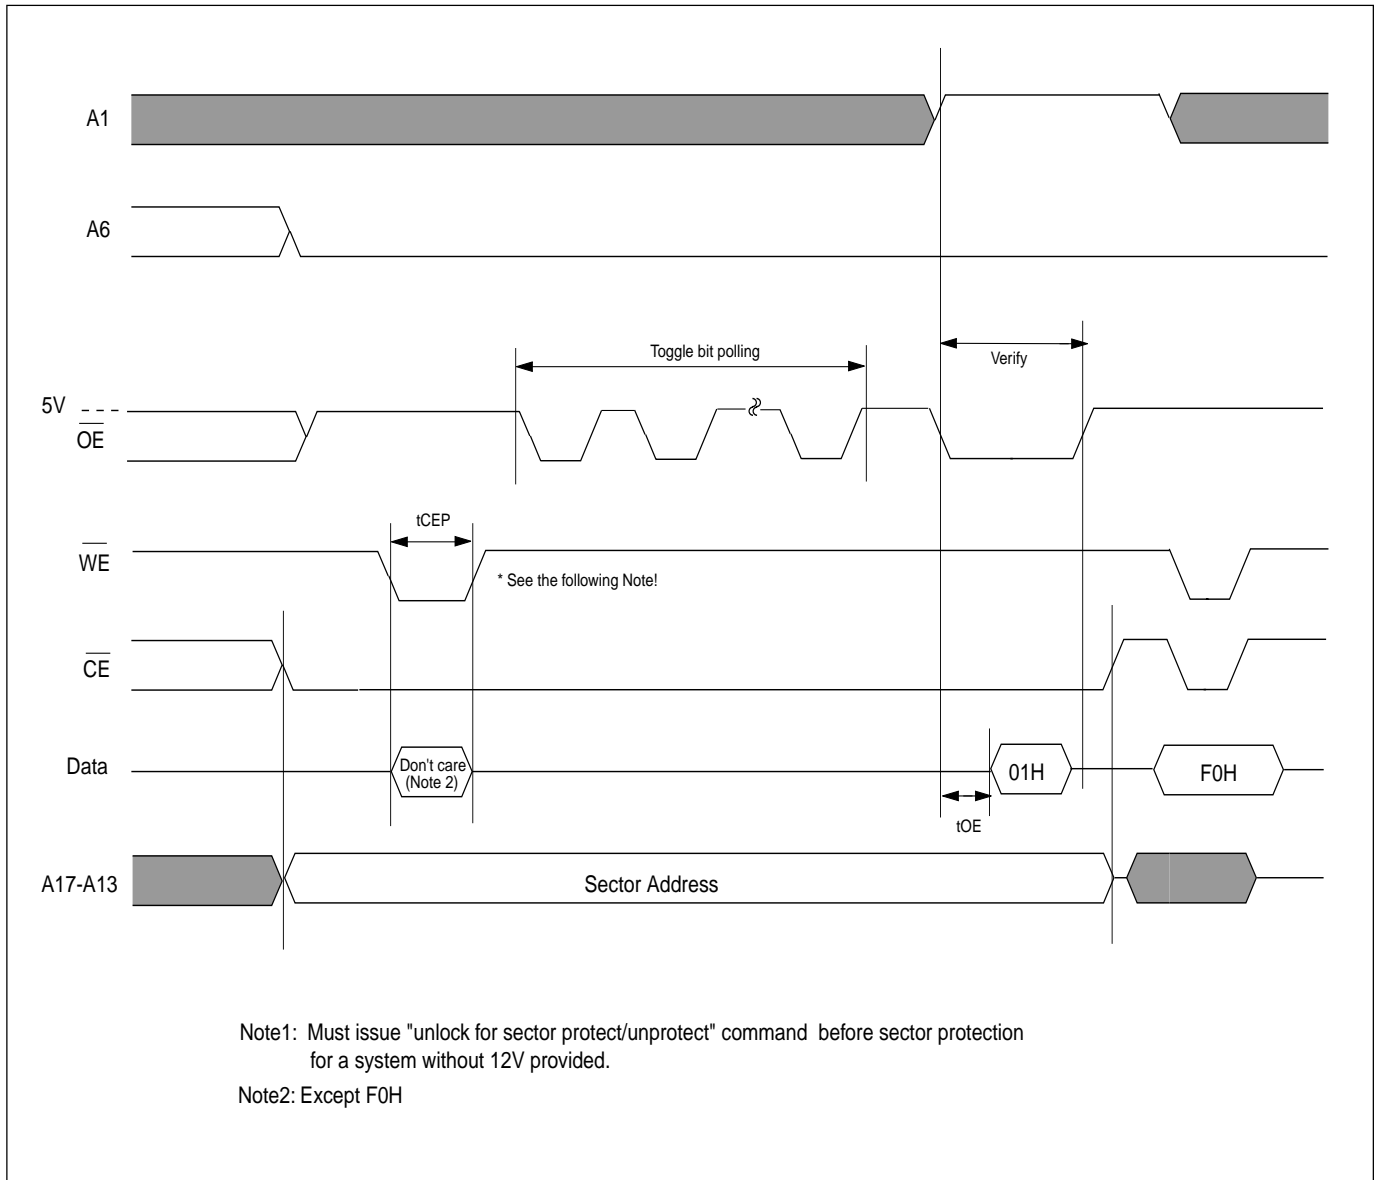 A1
A6
Toggle bit polling
Verify
5V
OE
tCEP
WE
* See the following Note!
CE
Data
Don't care
(Note 2)
01H
F0H
tOE
A17-A13
Sector Address
Note1: Must issue "unlock for sector protect/unprotect" command before sector protection
for a system without 12V provided.
Note2: Except F0H